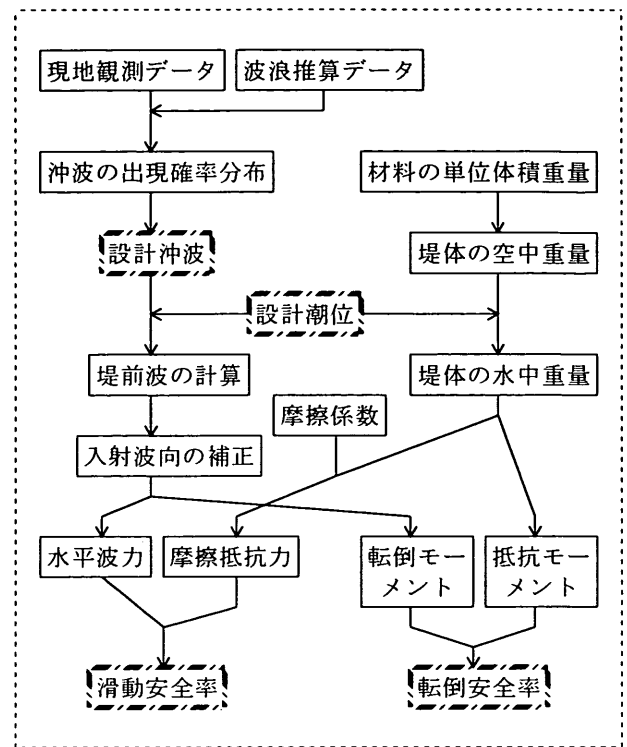 現地観測データ
波浪推算データ
沖波の出現確率分布
材料の単位体積重量
設計沖波
堤体の空中重量
設計潮位
堤前波の計算
堤体の水中重量
摩擦係数
入射波向の補正
水平波力
摩擦抵抗力
転倒モー
メント
抵抗モー
メント
滑動安全率
転倒安全率